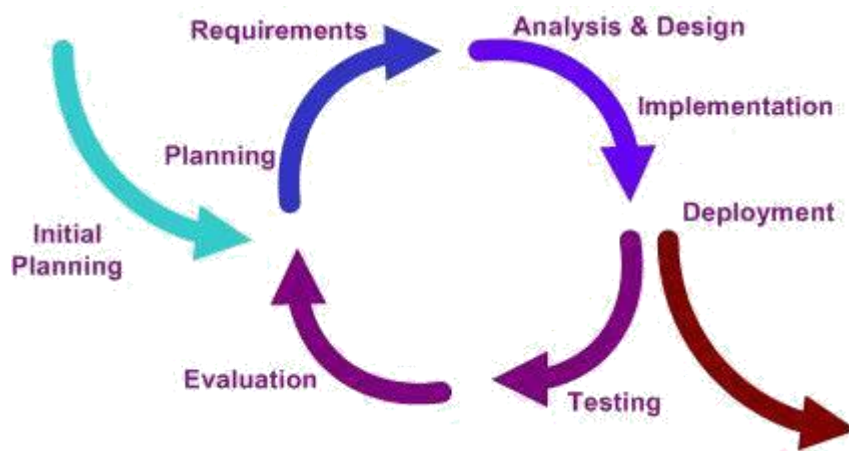 Requirements
Analysis & Design
Implementation
Planning
Deployment
Initial
Planning
Evaluation
Testing